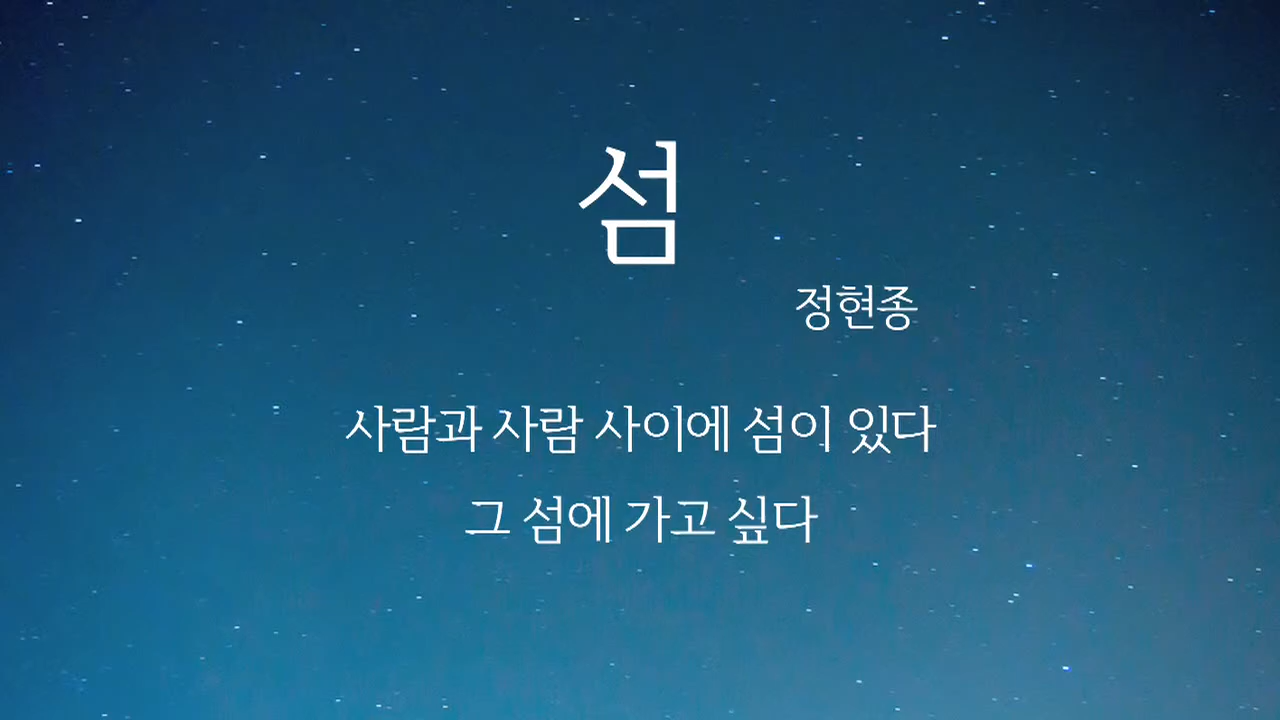 섬
정현종
사람과 사람 사이에 섬이 있다
그 섬에 가고 싶다